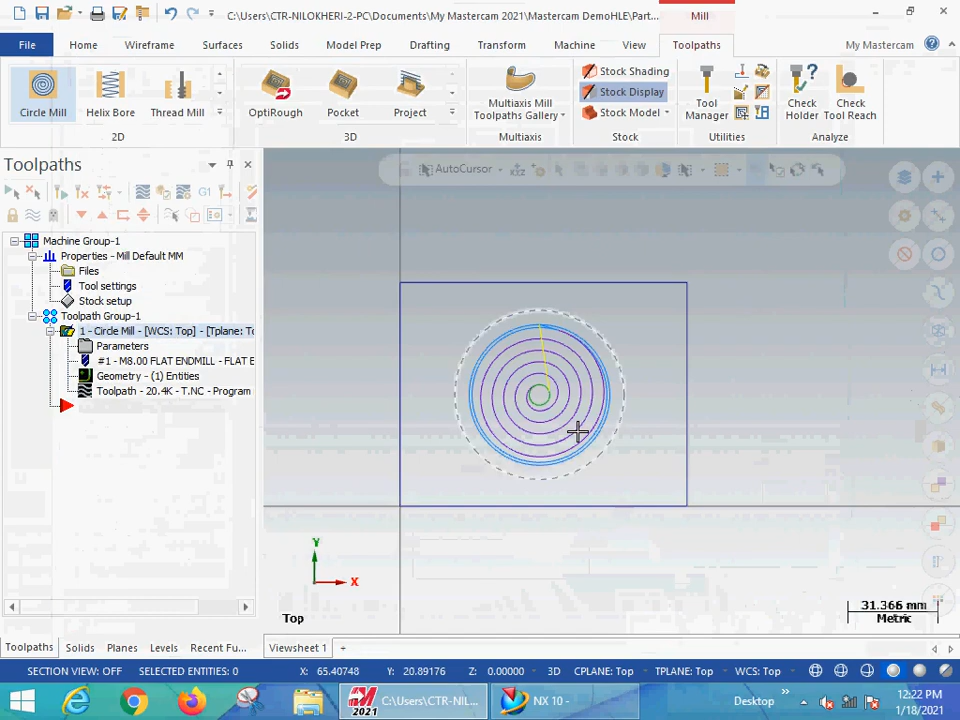 C:\Users\CTR-NILOKHERI-2-PC\Documents\My Mastercam 2021\Mastercam DemoHLE\Part...
Mill
File
Home
Wireframe
Surfaces
Solids
Model Prep
Drafting
Transform
Machine
View
Toolpaths
My Mastercam
Circle Mill
Helix Bore
Thread Mill
2D
OptiRough
Pocket
Project
3D
Multiaxis Mill
Toolpaths Gallery
Multiaxis
Stock Shading
Stock Display
Stock Model
Stock
Tool
Manager
Utilities
Check
Holder
Check
Tool Reach
Analyze
Toolpaths
G1
AutoCursor
XYZ
Machine Group-1
Properties - Mill Default MM
Files
Tool settings
Stock setup
Toolpath Group-1
1 - Circle Mill - [WCS: Top] - [Tplane: To
Parameters
#1 - M8.00 FLAT ENDMILL - FLAT E
Geometry - (1) Entities
Toolpath - 20.4K - T.NC - Program
Y
X
Top
31.366 mm
Metric
Toolpaths
Solids
Planes
Levels
Recent Fu...
Viewsheet 1
+
SECTION VIEW: OFF
SELECTED ENTITIES: 0
X: 65.40748
Y: 20.89176
Z: 0.00000
3D
CPLANE: Top
TPLANE: Top
WCS: Top
2021
C:\Users\CTR-NIL...
NX 10 -
Desktop
12:22 PM
1/18/2021